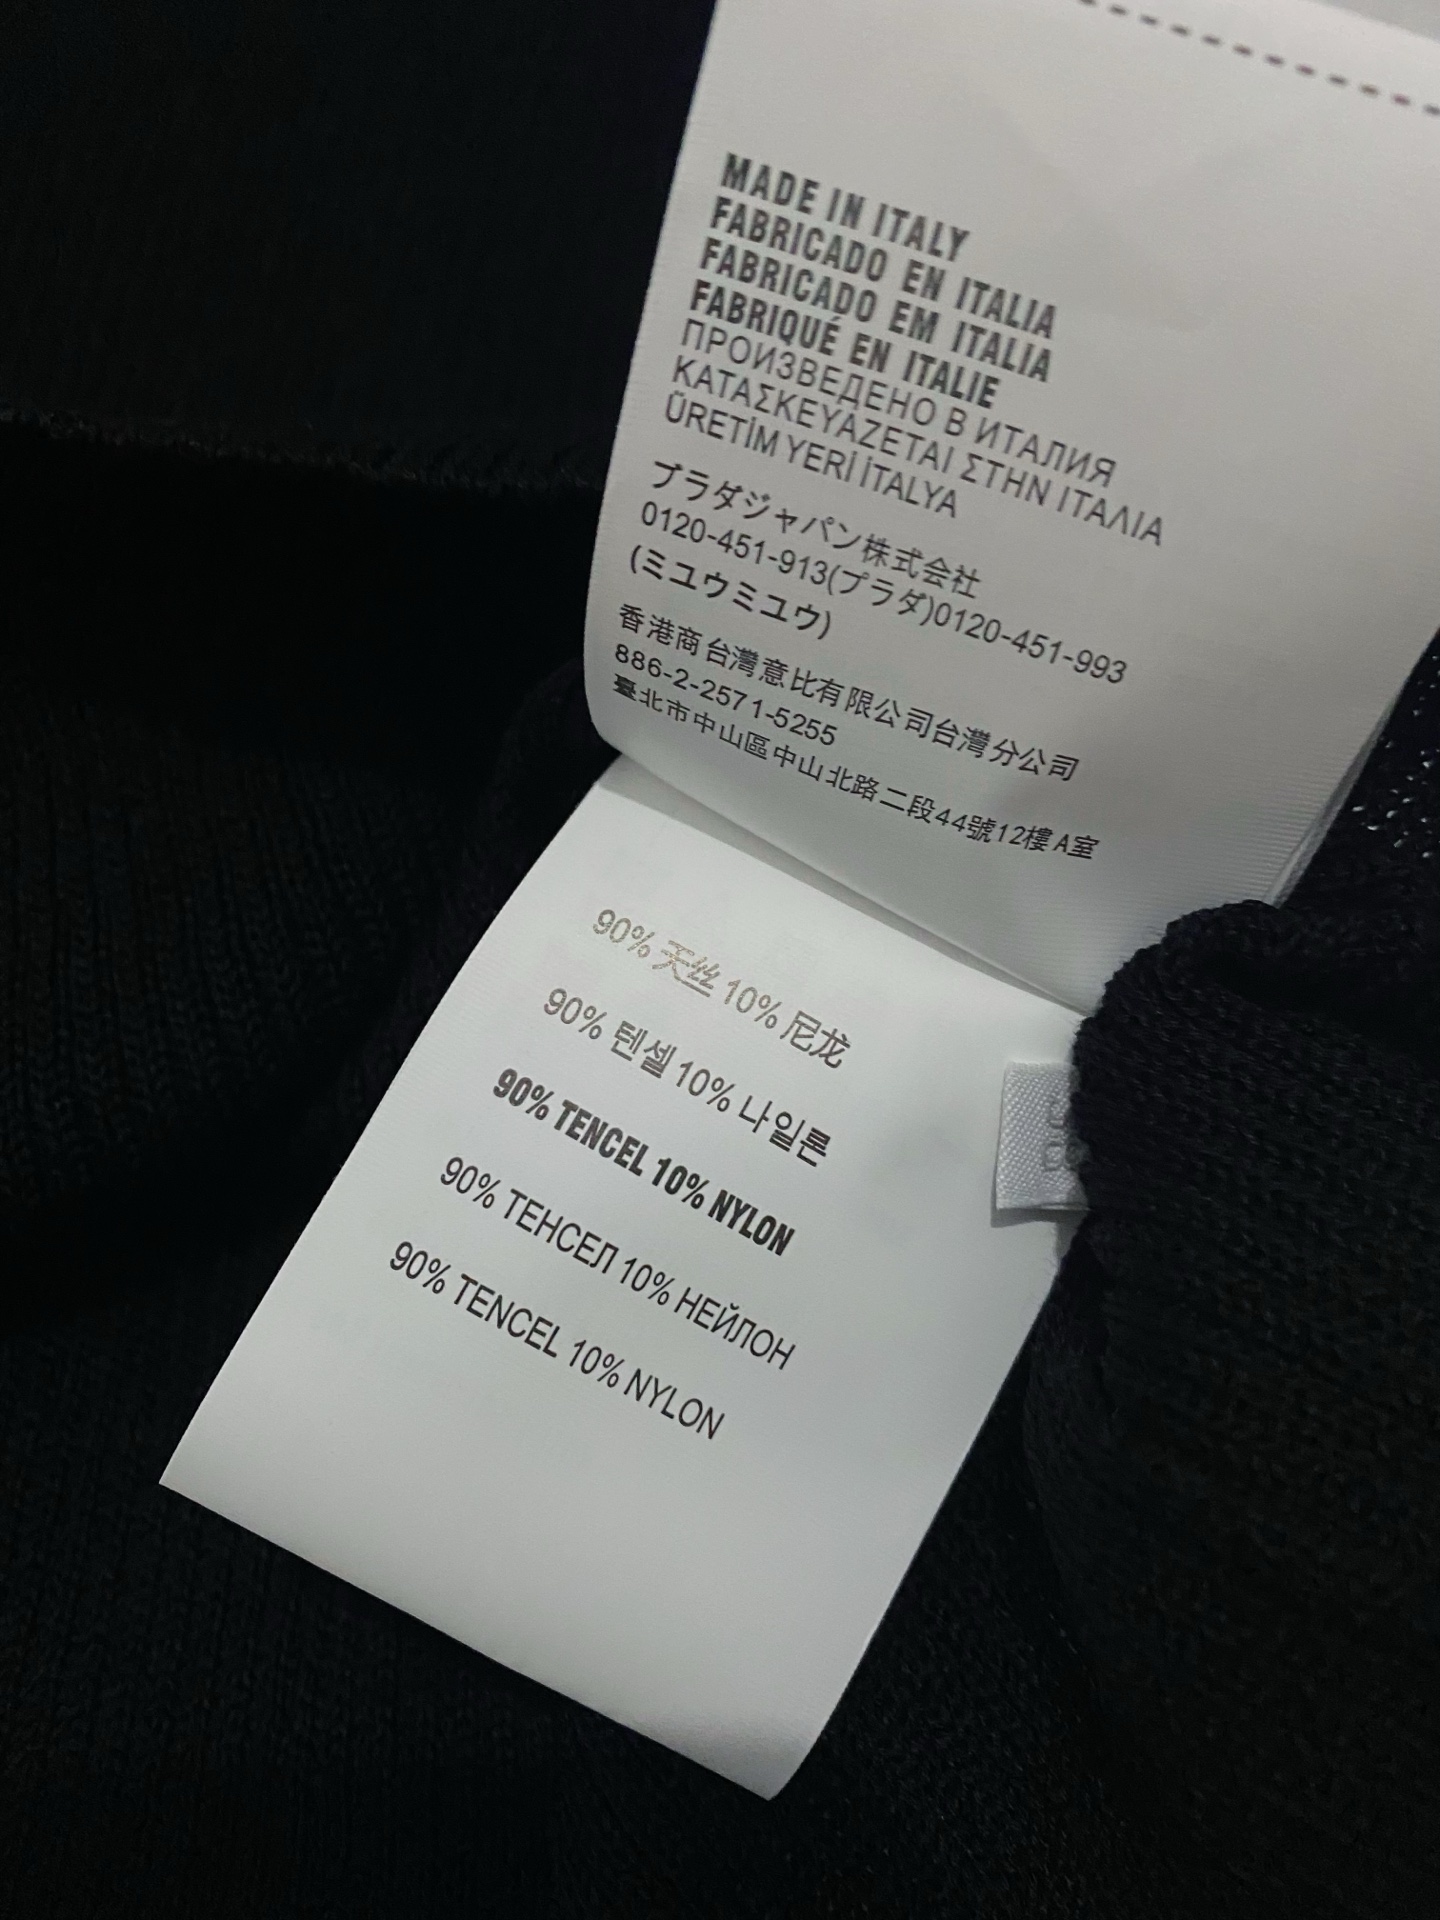 MADE IN ITALY
FABRICADO EN ITALIA
FABRICADO EM ITALIA
FABRIQUÉ EN ITALIE
ПРОИЗВЕДЕНО В ИТАЛИЯ
ΚΑΤΑΣΚΕΥΑΖΕΤΑΙ ΣΤΗΝ ΙΤΑΛΙΑ
ÜRETİM YERİ İTALYA
プラダジャパン株式会社
0120-451-913(プラダ)0120-451-993
(ミュウミュウ)
香港商台灣意比有限公司台灣分公司
886-2-2571-5255
臺北市中山區中山北路二段44號12樓A室
90% 天丝 10% 尼龙
90% 텐셀 10% 나일론
90% TENCEL 10% NYLON
90% ТЕНСЕЛ 10% НЕЙЛОН
90% TENCEL 10% NYLON